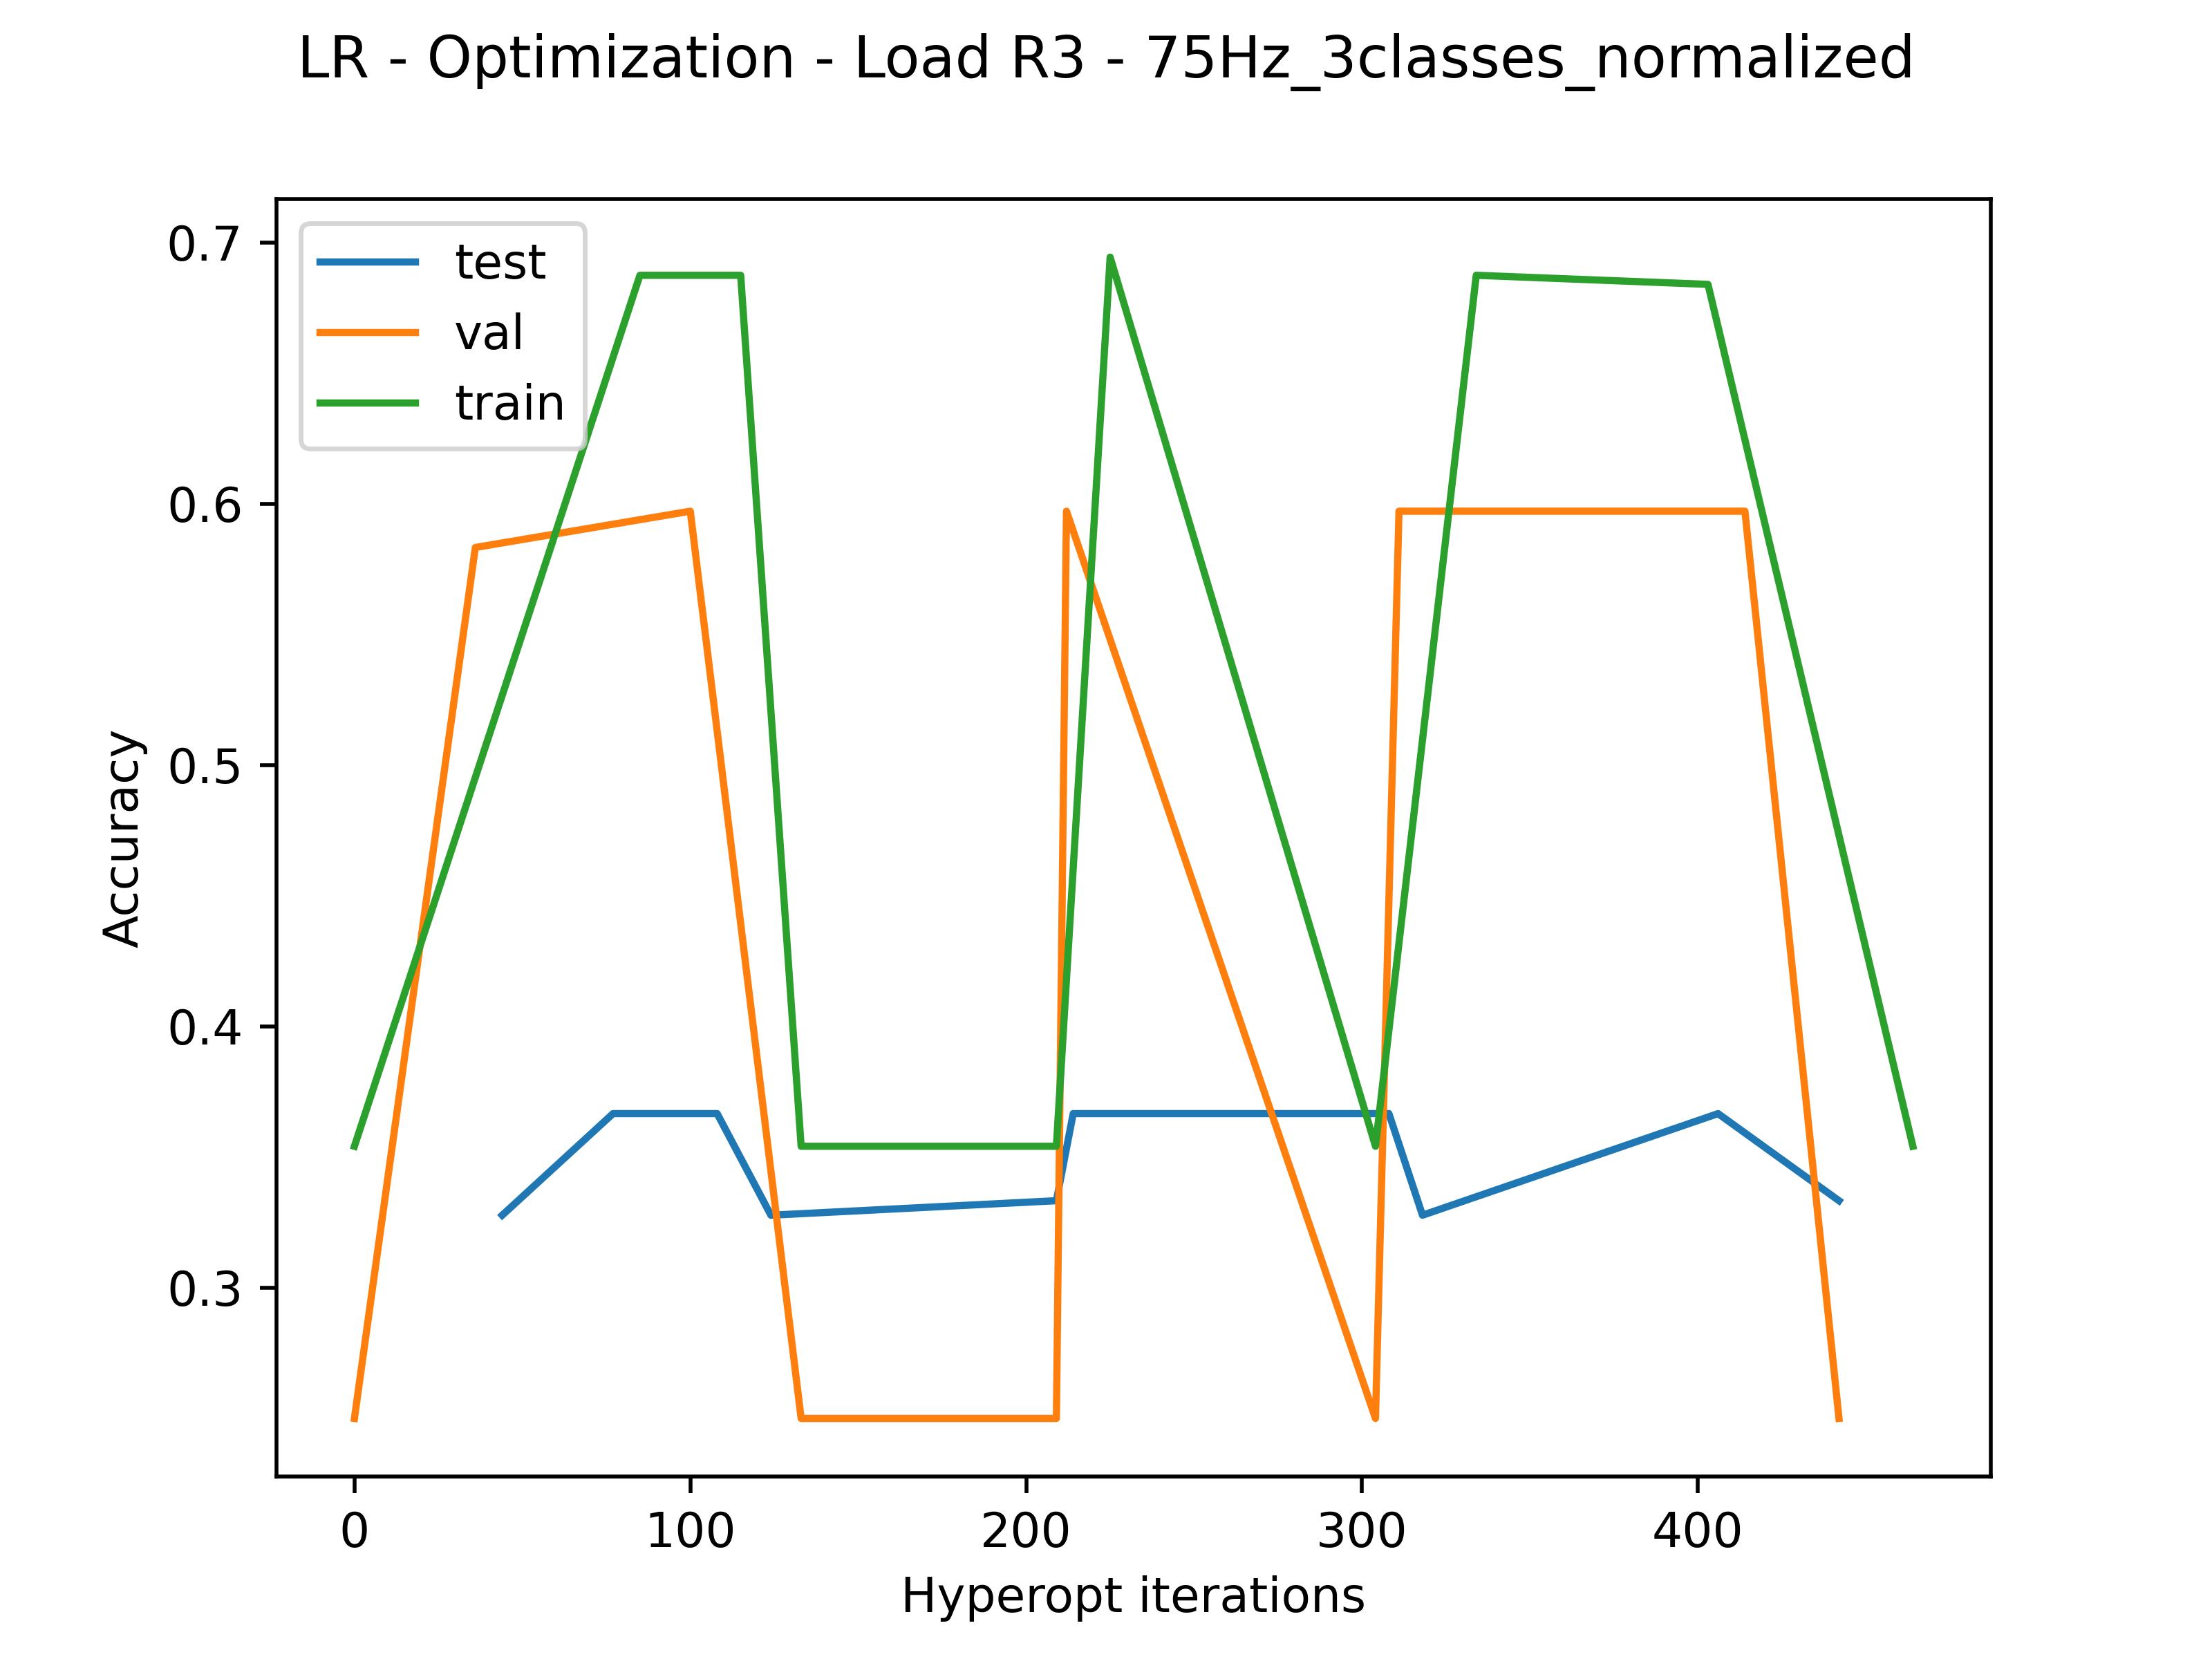 LR - Optimization - Load R3 - 75Hz_3classes_normalized
test
val
train
0.7
0.6
0.5
0.4
0.3
Accuracy
0 100 200 300 400
Hyperopt iterations